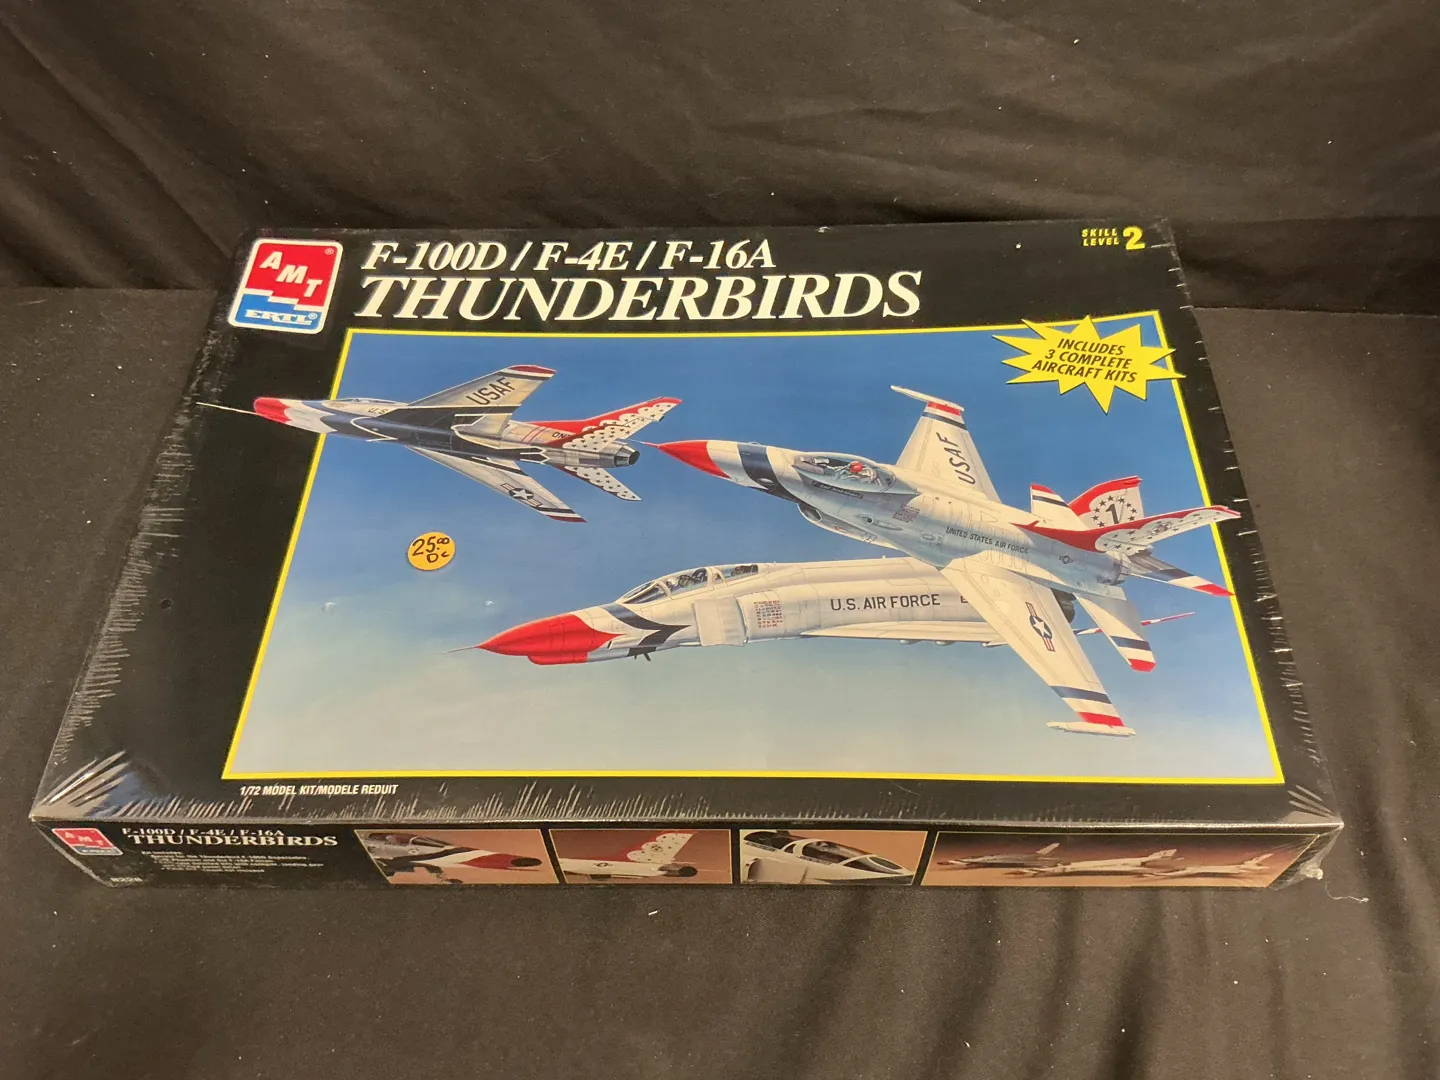 AMT
ERTL
F-100D / F-4E / F-16A
THUNDERBIRDS
SKILL
LEVEL 2
INCLUDES
3 COMPLETE
AIRCRAFT KITS
USAF
U.S.
USAF
25.00
UNITED STATES AIR FORCE
1
U.S. AIR FORCE
1/72 MODEL KIT/MODELE REDUIT
AMT
F-100D / F-4E / F-16A
THUNDERBIRDS